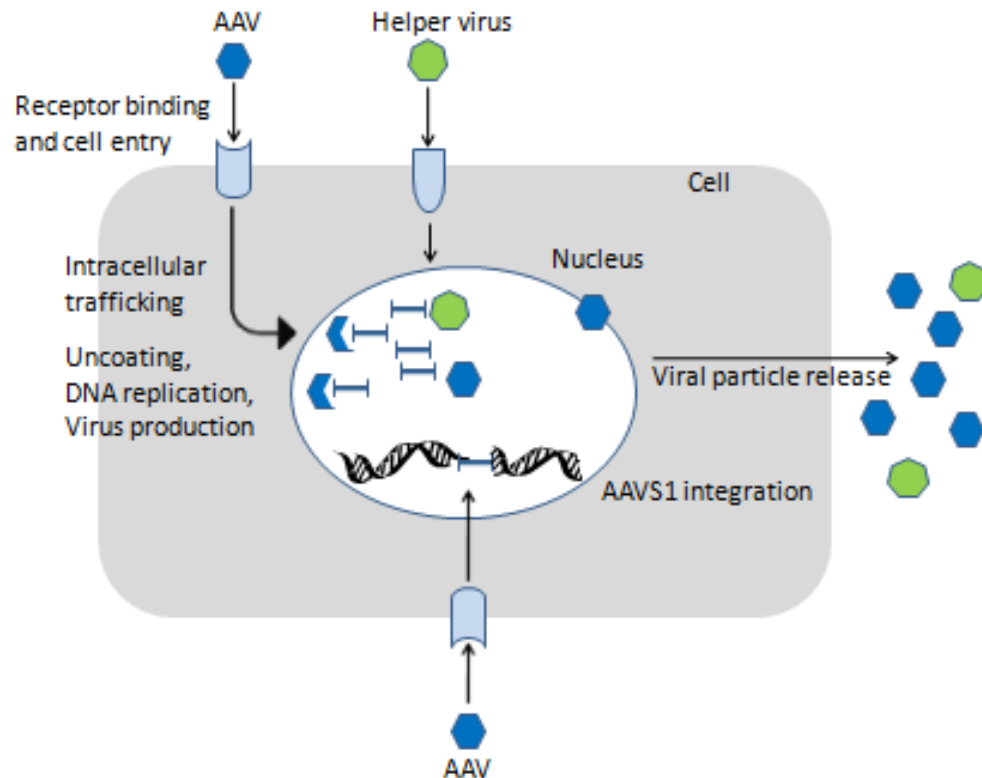 AAV
Helper virus
Receptor binding
and cell entry
Cell
Intracellular
trafficking
Nucleus
Uncoating,
DNA replication,
Virus production
Viral particle release
AAVS1 integration
AAV